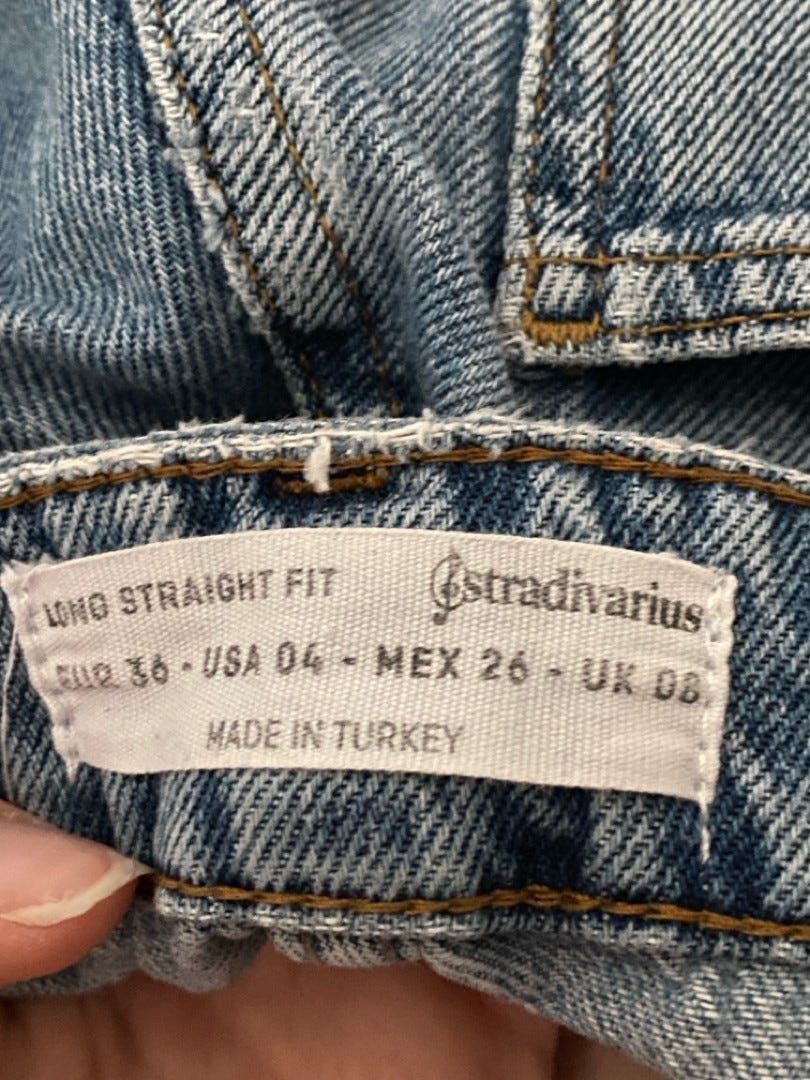 LONG STRAIGHT FIT stradivarius
EUR 36 - USA 04 - MEX 26 - UK 08
MADE IN TURKEY